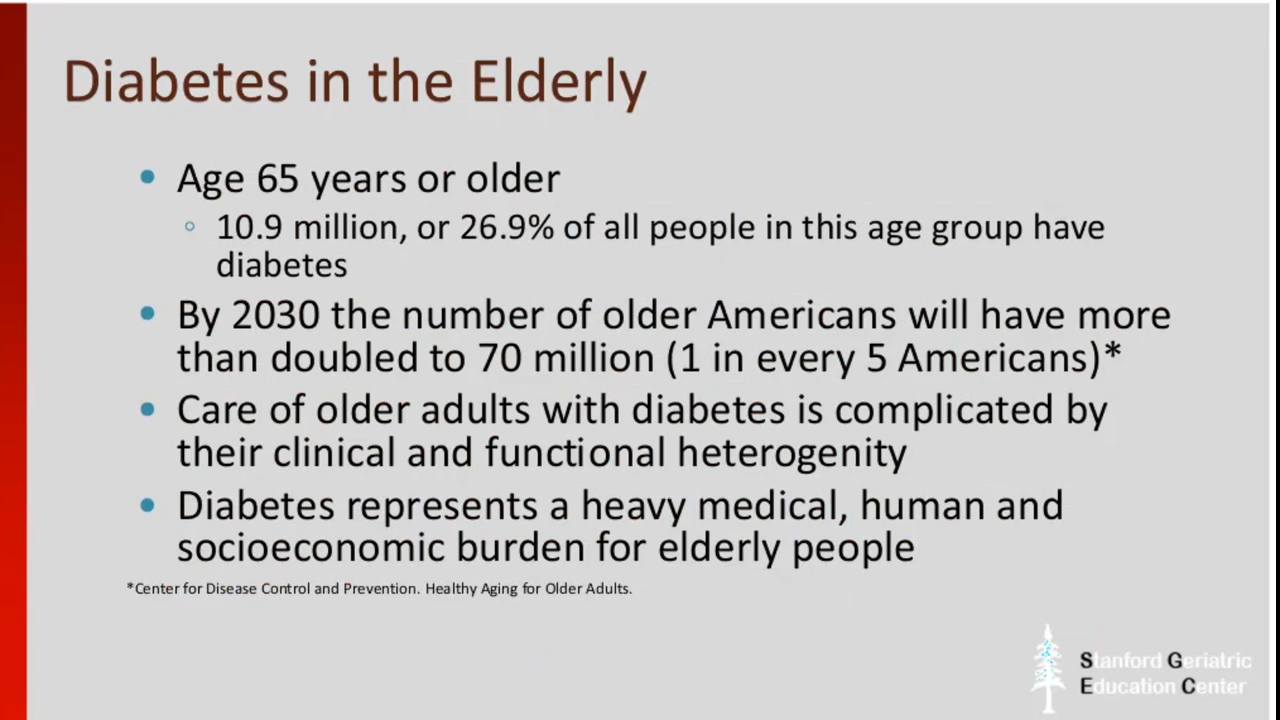 Diabetes in the Elderly
• Age 65 years or older
◦ 10.9 million, or 26.9% of all people in this age group have
diabetes
• By 2030 the number of older Americans will have more
than doubled to 70 million (1 in every 5 Americans)*
• Care of older adults with diabetes is complicated by
their clinical and functional heterogenity
• Diabetes represents a heavy medical, human and
socioeconomic burden for elderly people
*Center for Disease Control and Prevention. Healthy Aging for Older Adults.
Stanford Geriatric
Education Center